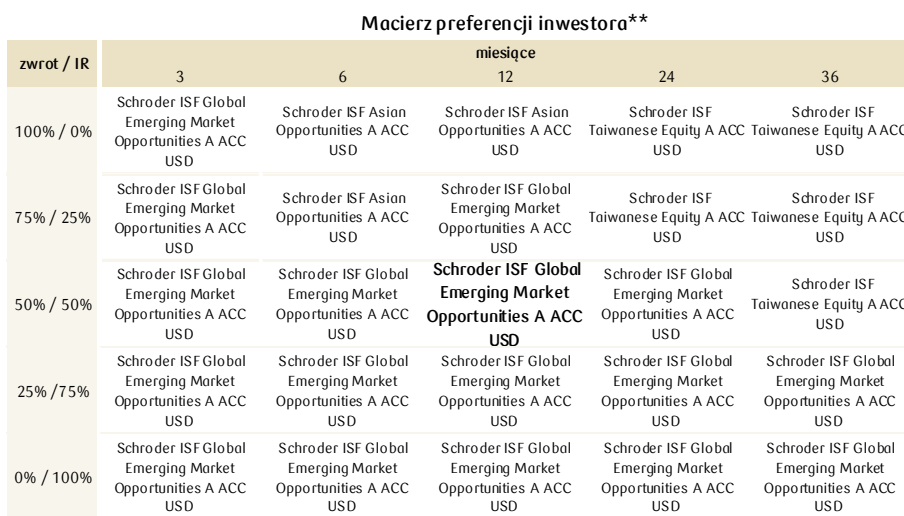 Macierz preferencji inwestora**
zwrot / IR
miesiące
3 6 12 24 36
100% / 0%
Schroder ISF Global
Emerging Market
Opportunities A ACC
USD
Schroder ISF Asian
Opportunities A ACC
USD
Schroder ISF Asian
Opportunities A ACC
USD
Schroder ISF
Taiwanese Equity A ACC
USD
Schroder ISF
Taiwanese Equity A ACC
USD
75% / 25%
Schroder ISF Global
Emerging Market
Opportunities A ACC
USD
Schroder ISF Asian
Opportunities A ACC
USD
Schroder ISF Global
Emerging Market
Opportunities A ACC
USD
Schroder ISF
Taiwanese Equity A ACC
USD
Schroder ISF
Taiwanese Equity A ACC
USD
50% / 50%
Schroder ISF Global
Emerging Market
Opportunities A ACC
USD
Schroder ISF Global
Emerging Market
Opportunities A ACC
USD
Schroder ISF Global
Emerging Market
Opportunities A ACC
USD
Schroder ISF Global
Emerging Market
Opportunities A ACC
USD
Schroder ISF
Taiwanese Equity A ACC
USD
25% /75%
Schroder ISF Global
Emerging Market
Opportunities A ACC
USD
Schroder ISF Global
Emerging Market
Opportunities A ACC
USD
Schroder ISF Global
Emerging Market
Opportunities A ACC
USD
Schroder ISF Global
Emerging Market
Opportunities A ACC
USD
Schroder ISF Global
Emerging Market
Opportunities A ACC
USD
0% / 100%
Schroder ISF Global
Emerging Market
Opportunities A ACC
USD
Schroder ISF Global
Emerging Market
Opportunities A ACC
USD
Schroder ISF Global
Emerging Market
Opportunities A ACC
USD
Schroder ISF Global
Emerging Market
Opportunities A ACC
USD
Schroder ISF Global
Emerging Market
Opportunities A ACC
USD